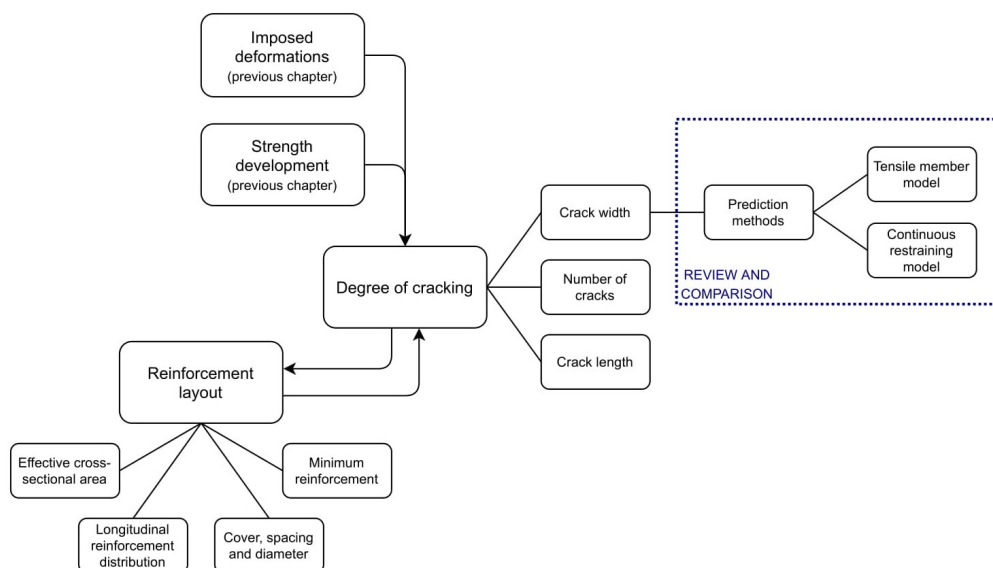 Imposed
deformations
(previous chapter)
Strength
development
(previous chapter)
Degree of cracking
Crack width
Number of
cracks
Crack length
Prediction
methods
Tensile member
model
Continuous
restraining model
REVIEW AND
COMPARISON
Reinforcement
layout
Effective cross-
sectional area
Longitudinal
reinforcement
distribution
Cover, spacing
and diameter
Minimum
reinforcement